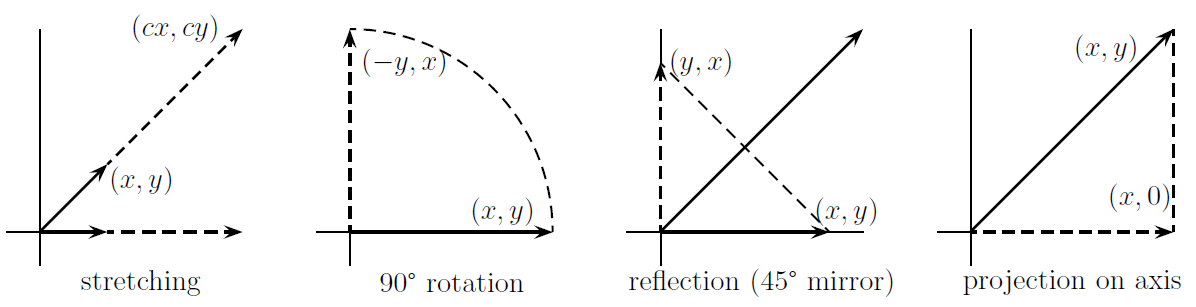 (cx, cy)
(x, y)
stretching
(−y, x)
(x, y)
90° rotation
(y, x)
(x, y)
reflection (45° mirror)
(x, y)
(x, 0)
projection on axis